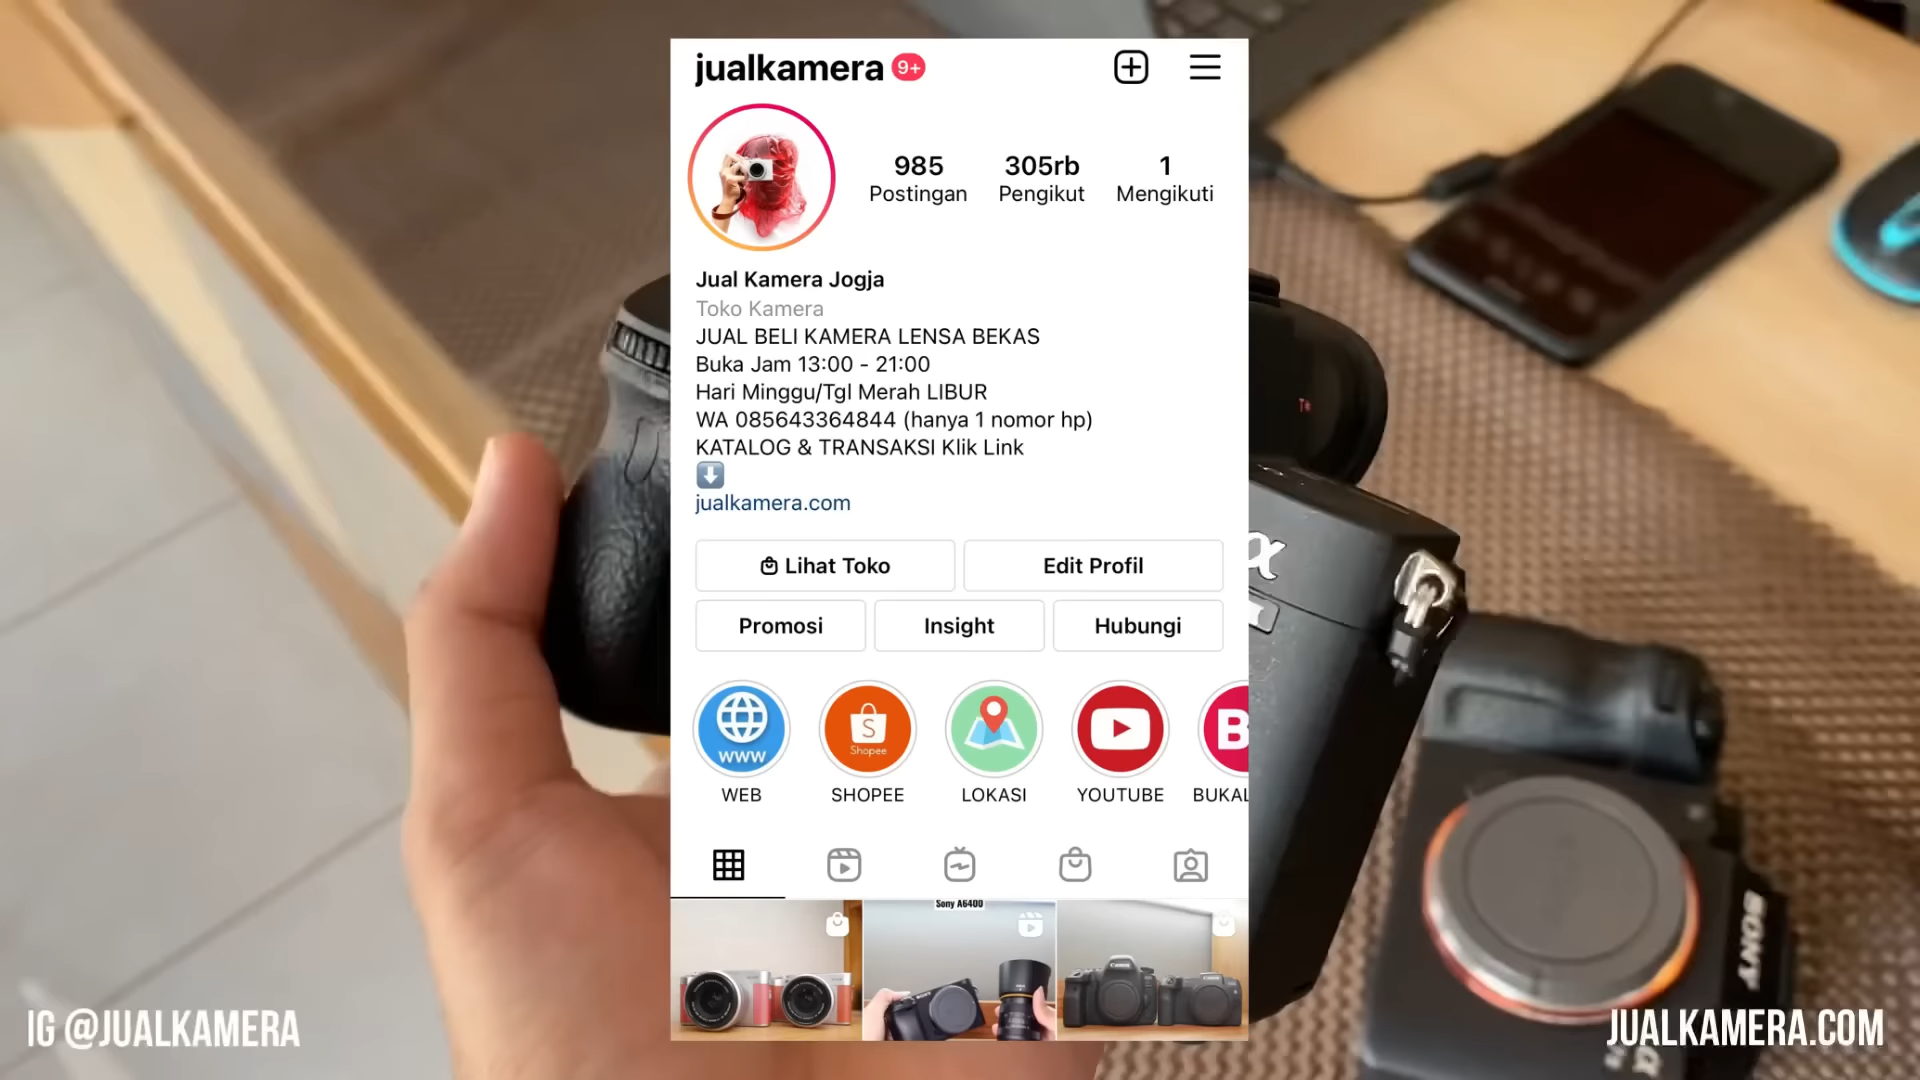 jualkamera 9+
985
Postingan
305rb
Pengikut
1
Mengikuti
Jual Kamera Jogja
Toko Kamera
JUAL BELI KAMERA LENSA BEKAS
Buka Jam 13:00 - 21:00
Hari Minggu/Tgl Merah LIBUR
WA 085643364844 (hanya 1 nomor hp)
KATALOG & TRANSAKSI Klik Link
jualkamera.com
Lihat Toko
Edit Profil
Promosi
Insight
Hubungi
WWW
S
Shopee
B
WEB
SHOPEE
LOKASI
YOUTUBE
BUKAL
Sony A6400
α
SONY
IG @JUALKAMERA
JUALKAMERA.COM